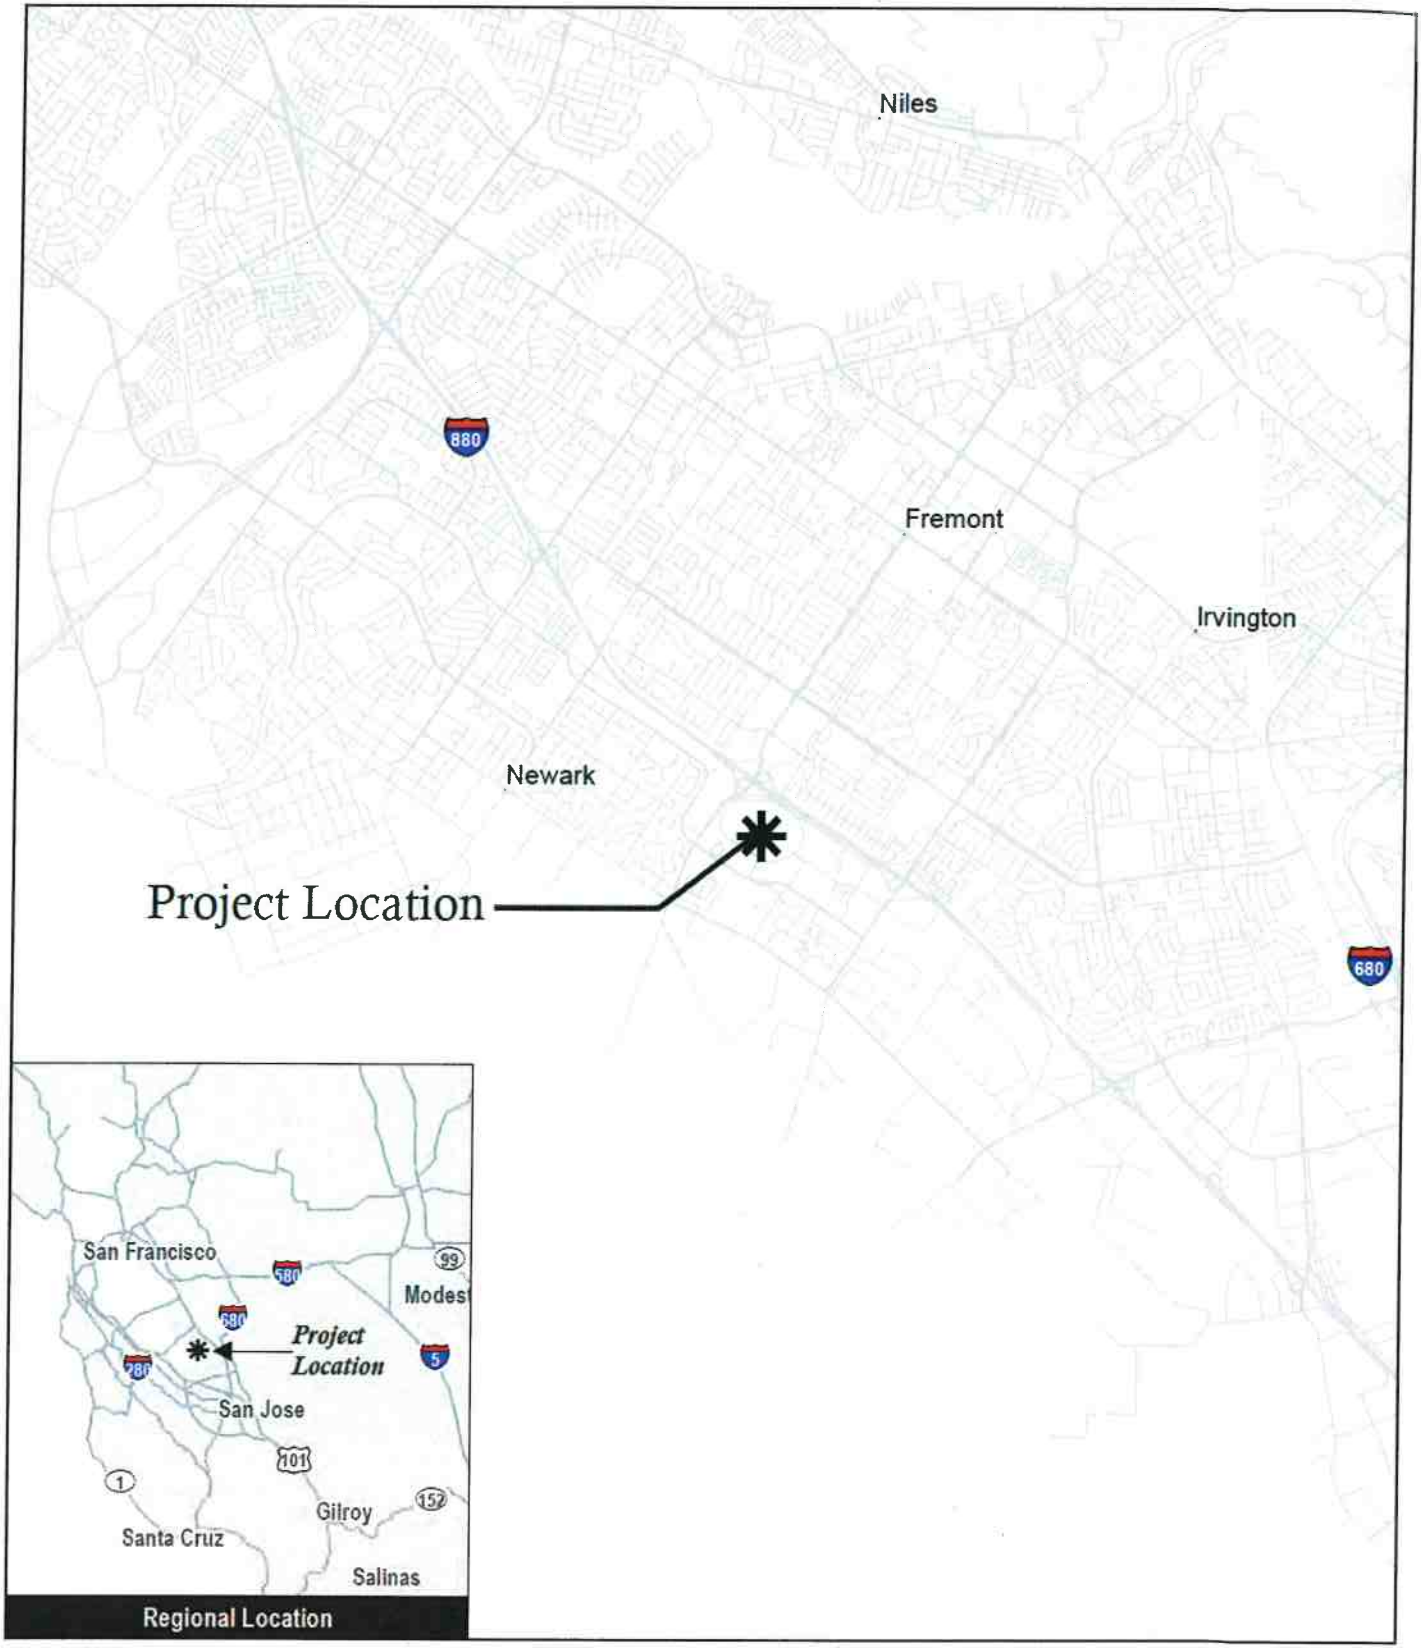 Niles
880
Fremont
Irvington
Newark
Project Location
680
San Francisco
580
99
Modest
680
Project
Location
280
5
San Jose
101
1
152
Gilroy
Santa Cruz
Salinas
Regional Location